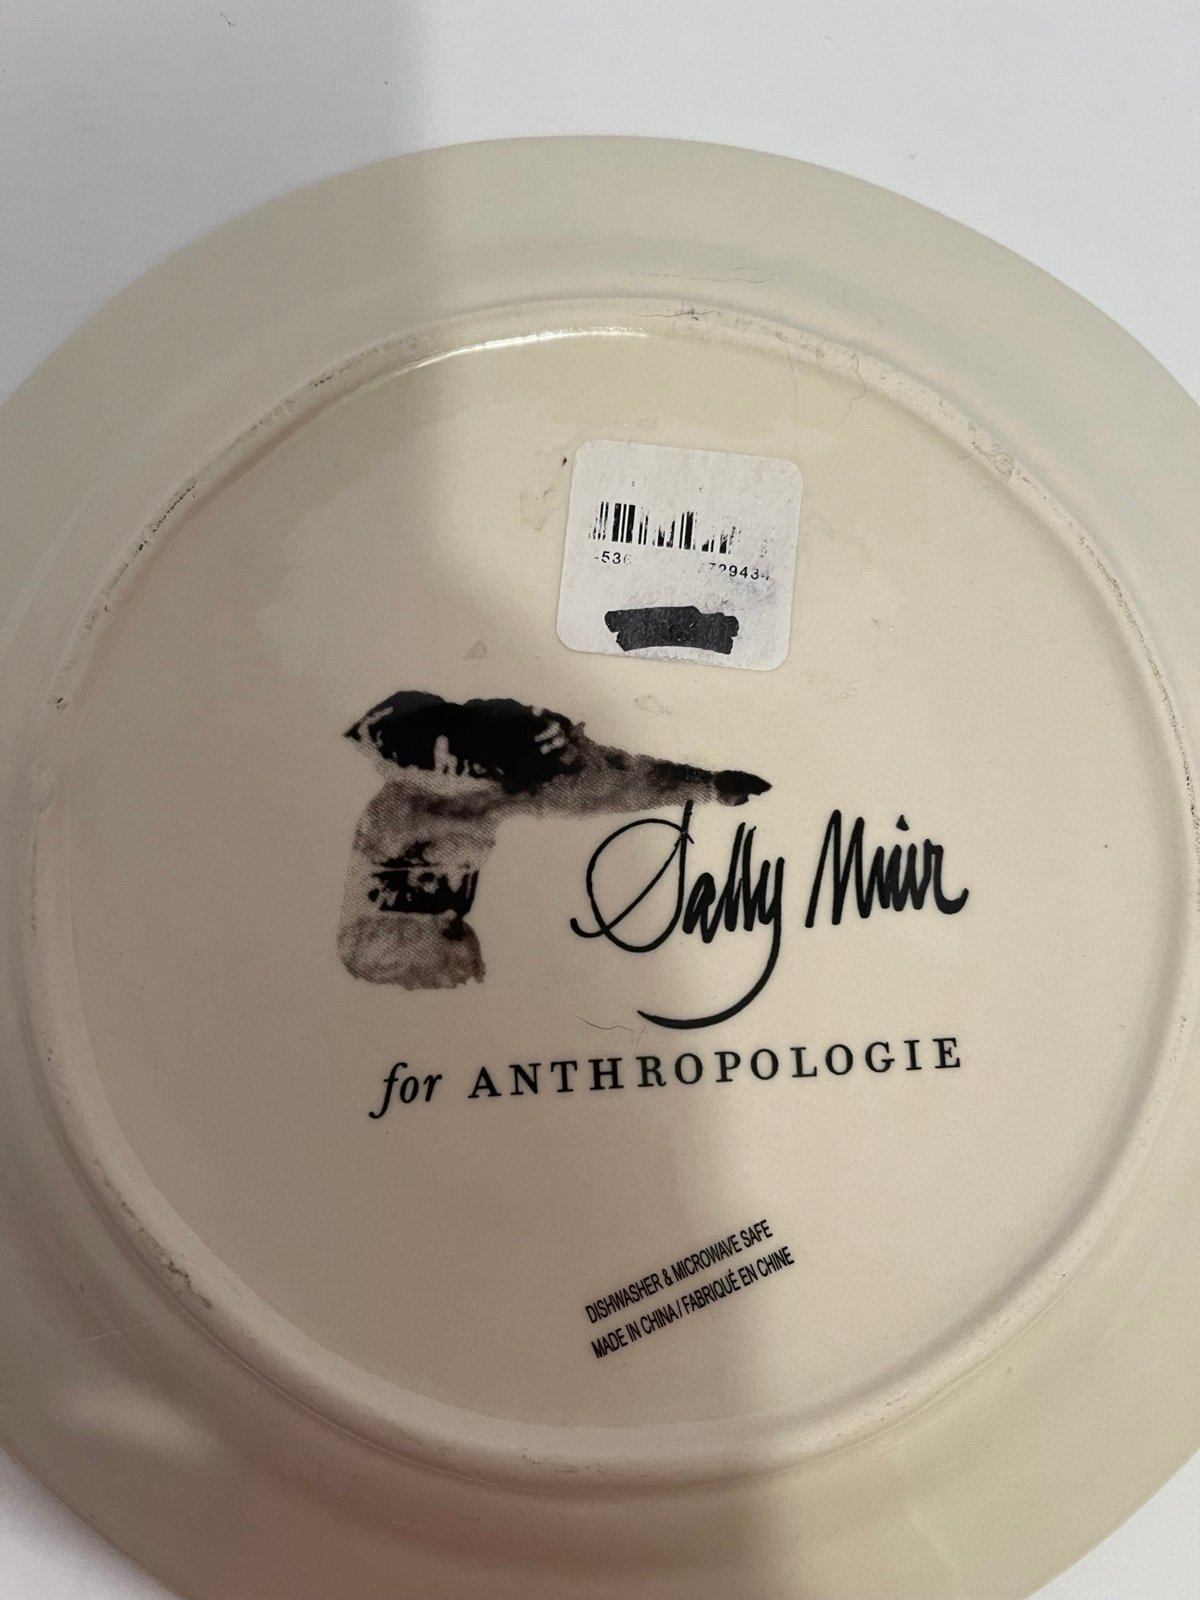 Sally Muir
for ANTHROPOLOGIE
DISHWASHER & MICROWAVE SAFE
MADE IN CHINA / FABRIQUÉ EN CHINE